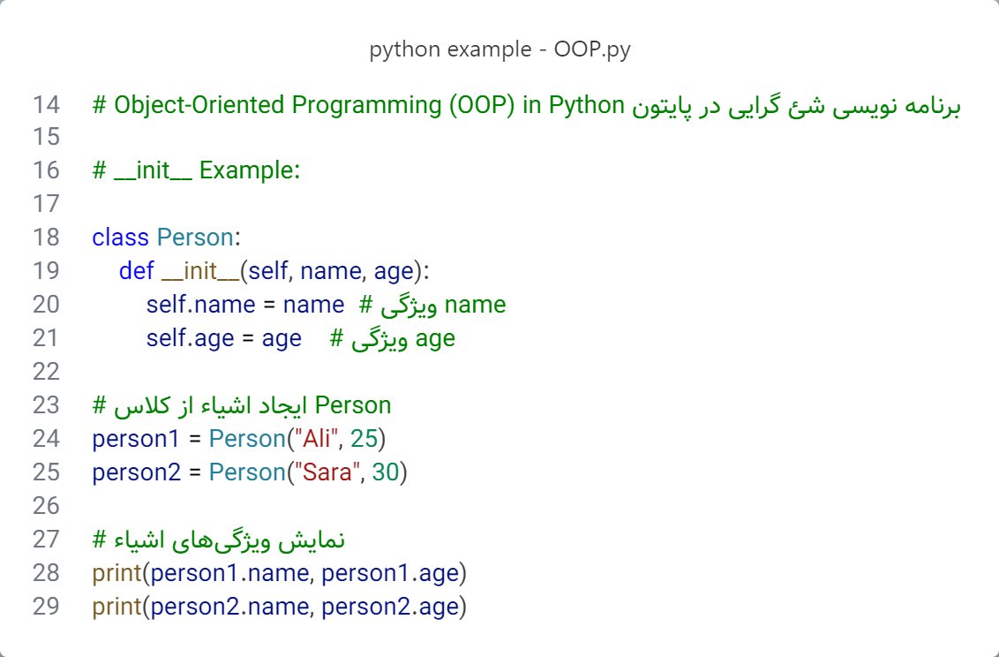 python example - OOP.py
14 # Object-Oriented Programming (OOP) in Python برنامه نویسی شئ گرایی در پایتون
15
16 # __init__ Example:
17
18 class Person:
19     def __init__(self, name, age):
20         self.name = name  # ویژگی name
21         self.age = age    # ویژگی age
22
23 # ایجاد اشیاء از کلاس Person
24 person1 = Person("Ali", 25)
25 person2 = Person("Sara", 30)
26
27 # نمایش ویژگی‌های اشیاء
28 print(person1.name, person1.age)
29 print(person2.name, person2.age)